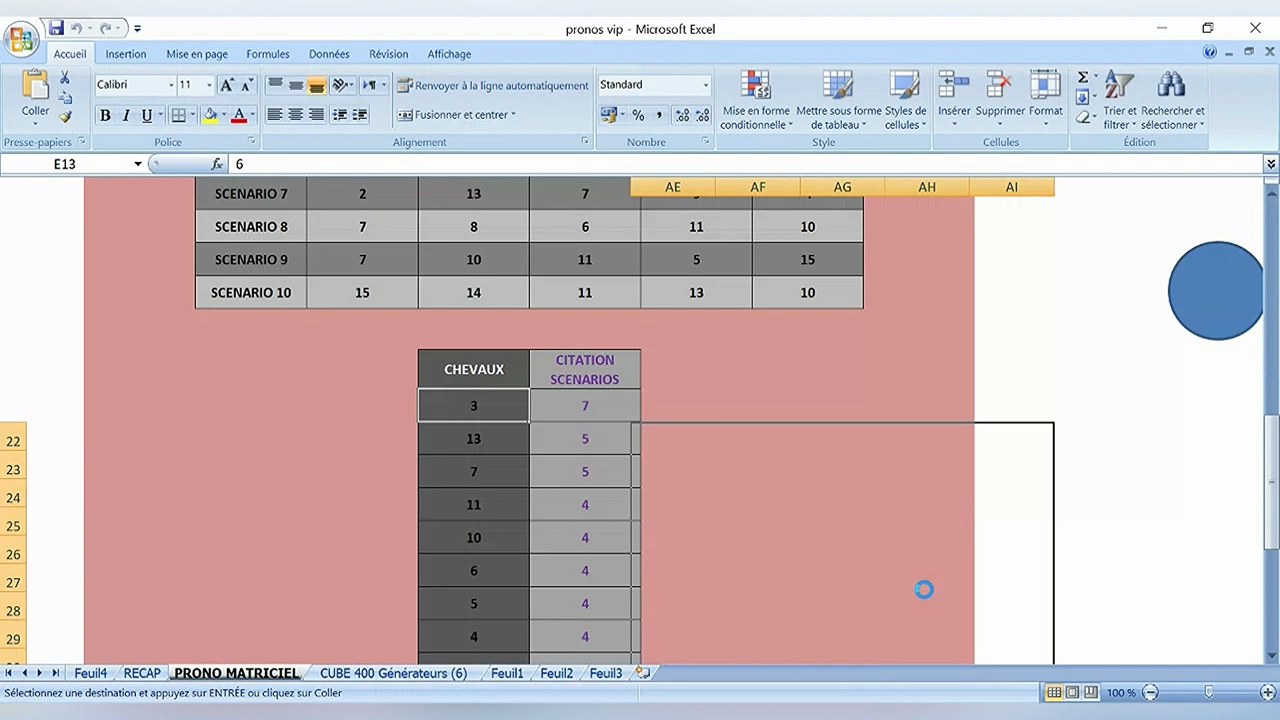 pronos vip - Microsoft Excel
Accueil Insertion Mise en page Formules Données Révision Affichage
Coller Calibri 11 Renvoyer à la ligne automatiquement Standard Mise en forme conditionnelle Mettre sous forme de tableau Styles de cellules Insérer Supprimer Format Trier et filtrer Rechercher et sélectionner
G I S A Fusionner et centrer % 000
Presse-papiers Police Alignement Nombre Style Cellules Édition
E13 fx 6
AE AF AG AH AI
SCENARIO 7 2 13 7
SCENARIO 8 7 8 6 11 10
SCENARIO 9 7 10 11 5 15
SCENARIO 10 15 14 11 13 10
CHEVAUX CITATION SCENARIOS
3 7
22 13 5
23 7 5
24 11 4
25 10 4
26 6 4
27
28 5 4
29 4 4
Feuil4 RECAP PRONO MATRICIEL CUBE 400 Générateurs (6) Feuil1 Feuil2 Feuil3
Sélectionnez une destination et appuyez sur ENTRÉE ou cliquez sur Coller 100 %